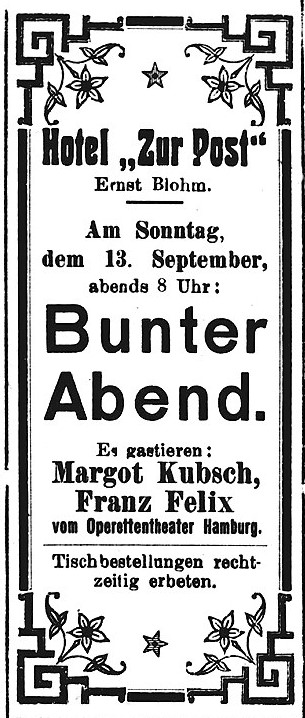 Hotel „Zur Post“
Ernst Blohm.
Am Sonntag,
dem 13. September,
abends 8 Uhr:
Bunter
Abend.
Es gastieren:
Margot Kubsch,
Franz Felix
vom Operettentheater Hamburg.
Tischbestellungen recht-
zeitig erbeten.